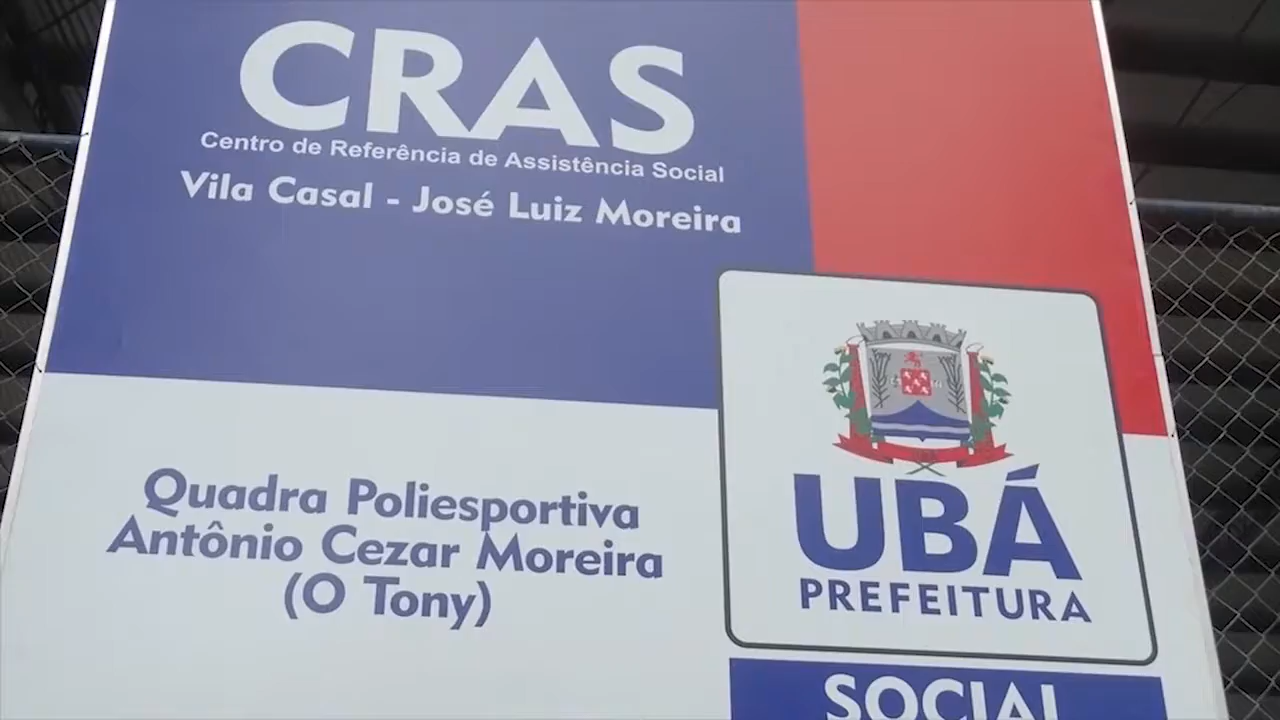 CRAS
Centro de Referência de Assistência Social
Vila Casal - José Luiz Moreira
Quadra Poliesportiva
Antônio Cezar Moreira
(O Tony)
UBÁ
PREFEITURA
SOCIAL